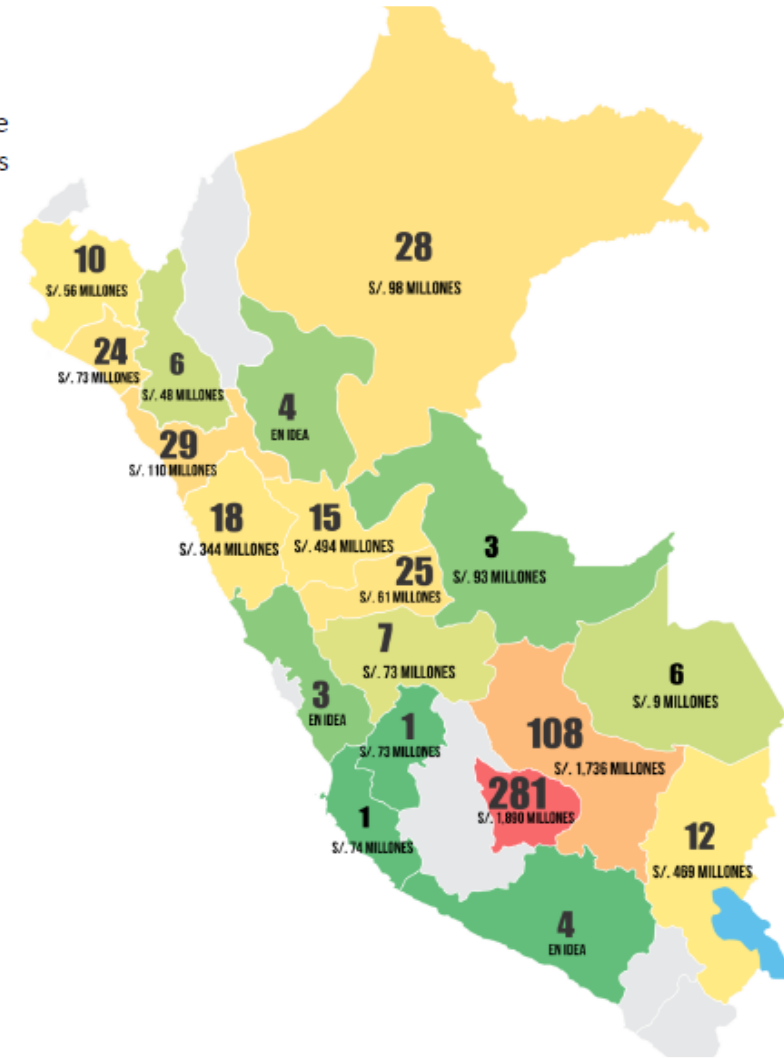 e
s
10
S/. 56 MILLONES
28
S/. 98 MILLONES
24
S/. 73 MILLONES
6
S/. 48 MILLONES
4
EN IDEA
29
S/. 110 MILLONES
18
S/. 344 MILLONES
15
S/. 494 MILLONES
3
S/. 93 MILLONES
25
S/. 61 MILLONES
7
S/. 73 MILLONES
6
S/. 9 MILLONES
3
EN IDEA
1
S/. 73 MILLONES
108
S/. 1,736 MILLONES
281
S/. 1,890 MILLONES
1
S/. 74 MILLONES
12
S/. 469 MILLONES
4
EN IDEA